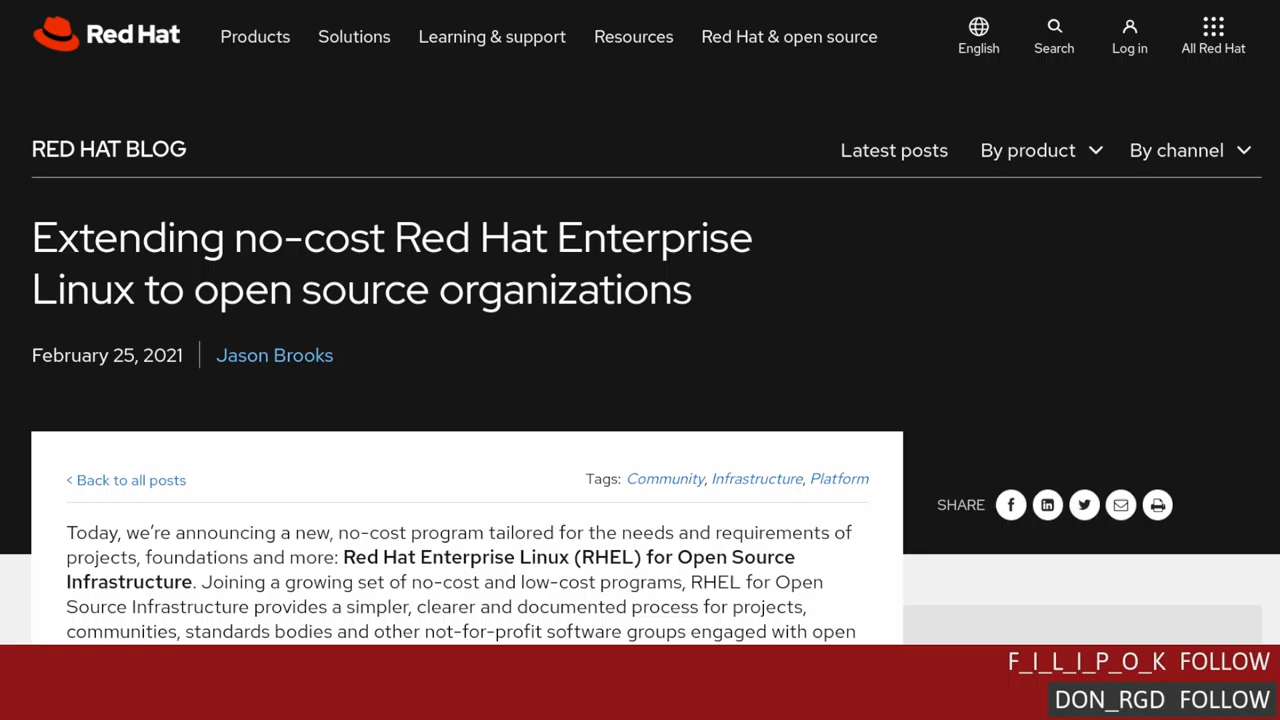 Red Hat
Products Solutions Learning & support Resources Red Hat & open source
English Search Log in All Red Hat
RED HAT BLOG
Latest posts By product By channel
Extending no-cost Red Hat Enterprise
Linux to open source organizations
February 25, 2021 Jason Brooks
< Back to all posts
Tags: Community, Infrastructure, Platform
SHARE
Today, we’re announcing a new, no-cost program tailored for the needs and requirements of
projects, foundations and more: Red Hat Enterprise Linux (RHEL) for Open Source
Infrastructure. Joining a growing set of no-cost and low-cost programs, RHEL for Open
Source Infrastructure provides a simpler, clearer and documented process for projects,
communities, standards bodies and other not-for-profit software groups engaged with open
F_I_L_I_P_O_K FOLLOW
DON_RGD FOLLOW